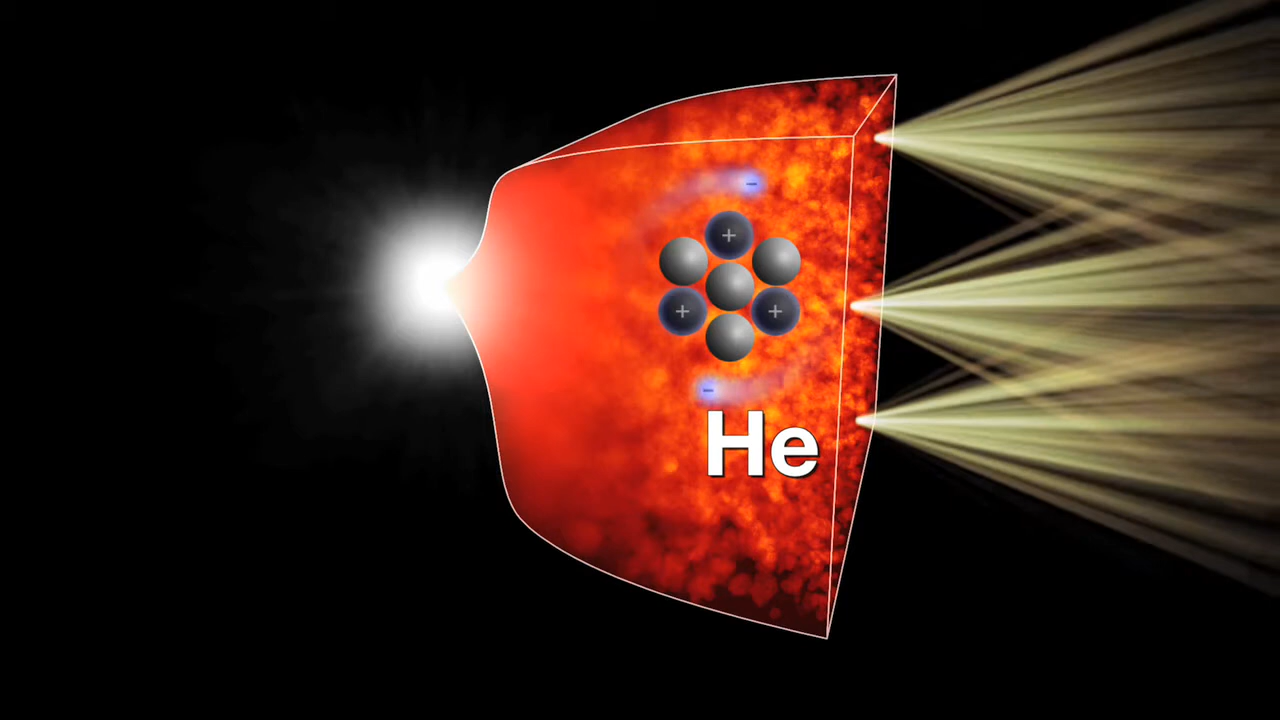 −
+
+ +
−
He